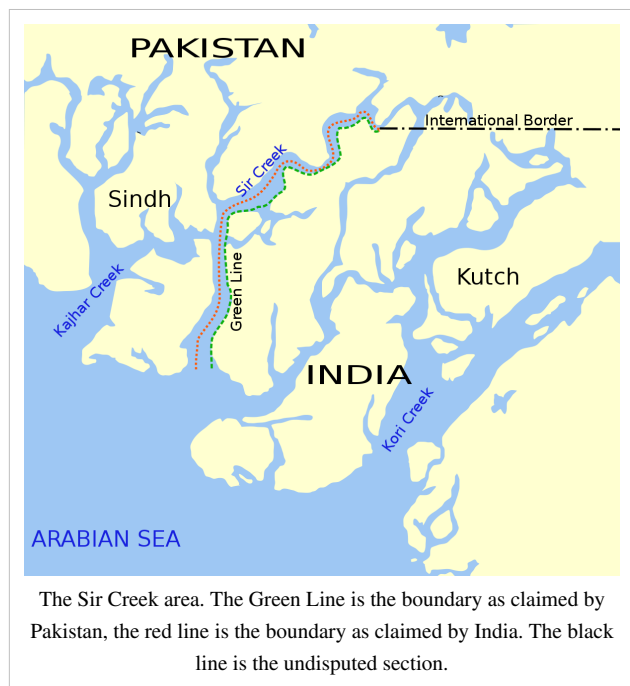 PAKISTAN
International Border
Sir Creek
Sindh
Green Line
Kajhar Creek
Kutch
INDIA
Kori Creek
ARABIAN SEA
The Sir Creek area. The Green Line is the boundary as claimed by
Pakistan, the red line is the boundary as claimed by India. The black
line is the undisputed section.